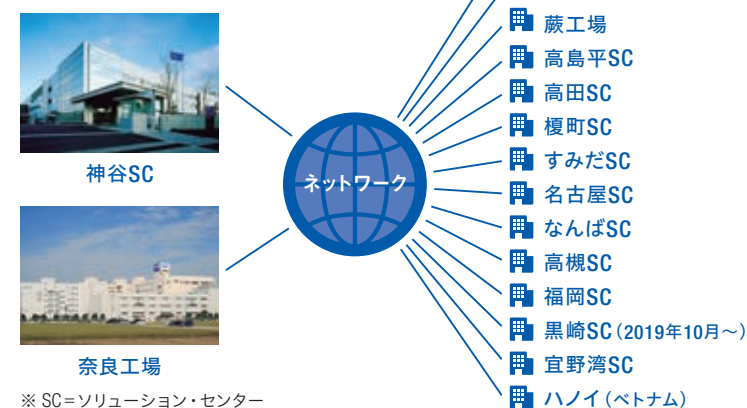 神谷SC
奈良工場
※ SC=ソリューション・センター
ネットワーク
蕨工場
高島平SC
高田SC
榎町SC
すみだSC
名古屋SC
なんばSC
高槻SC
福岡SC
黒崎SC(2019年10月〜)
宜野湾SC
ハノイ(ベトナム)